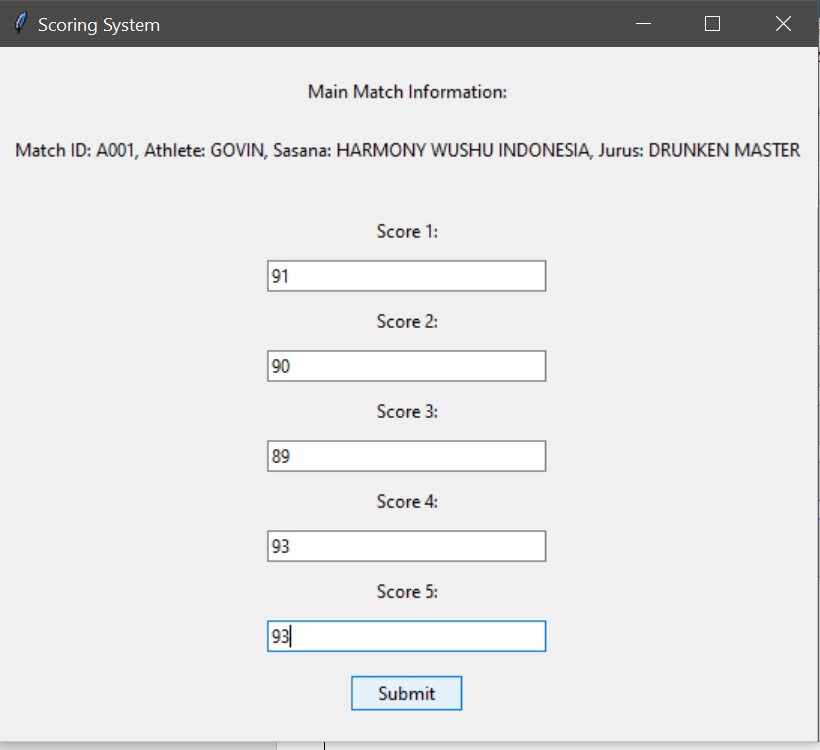 Scoring System
Main Match Information:
Match ID: A001, Athlete: GOVIN, Sasana: HARMONY WUSHU INDONESIA, Jurus: DRUNKEN MASTER
Score 1:
91
Score 2:
90
Score 3:
89
Score 4:
93
Score 5:
93
Submit